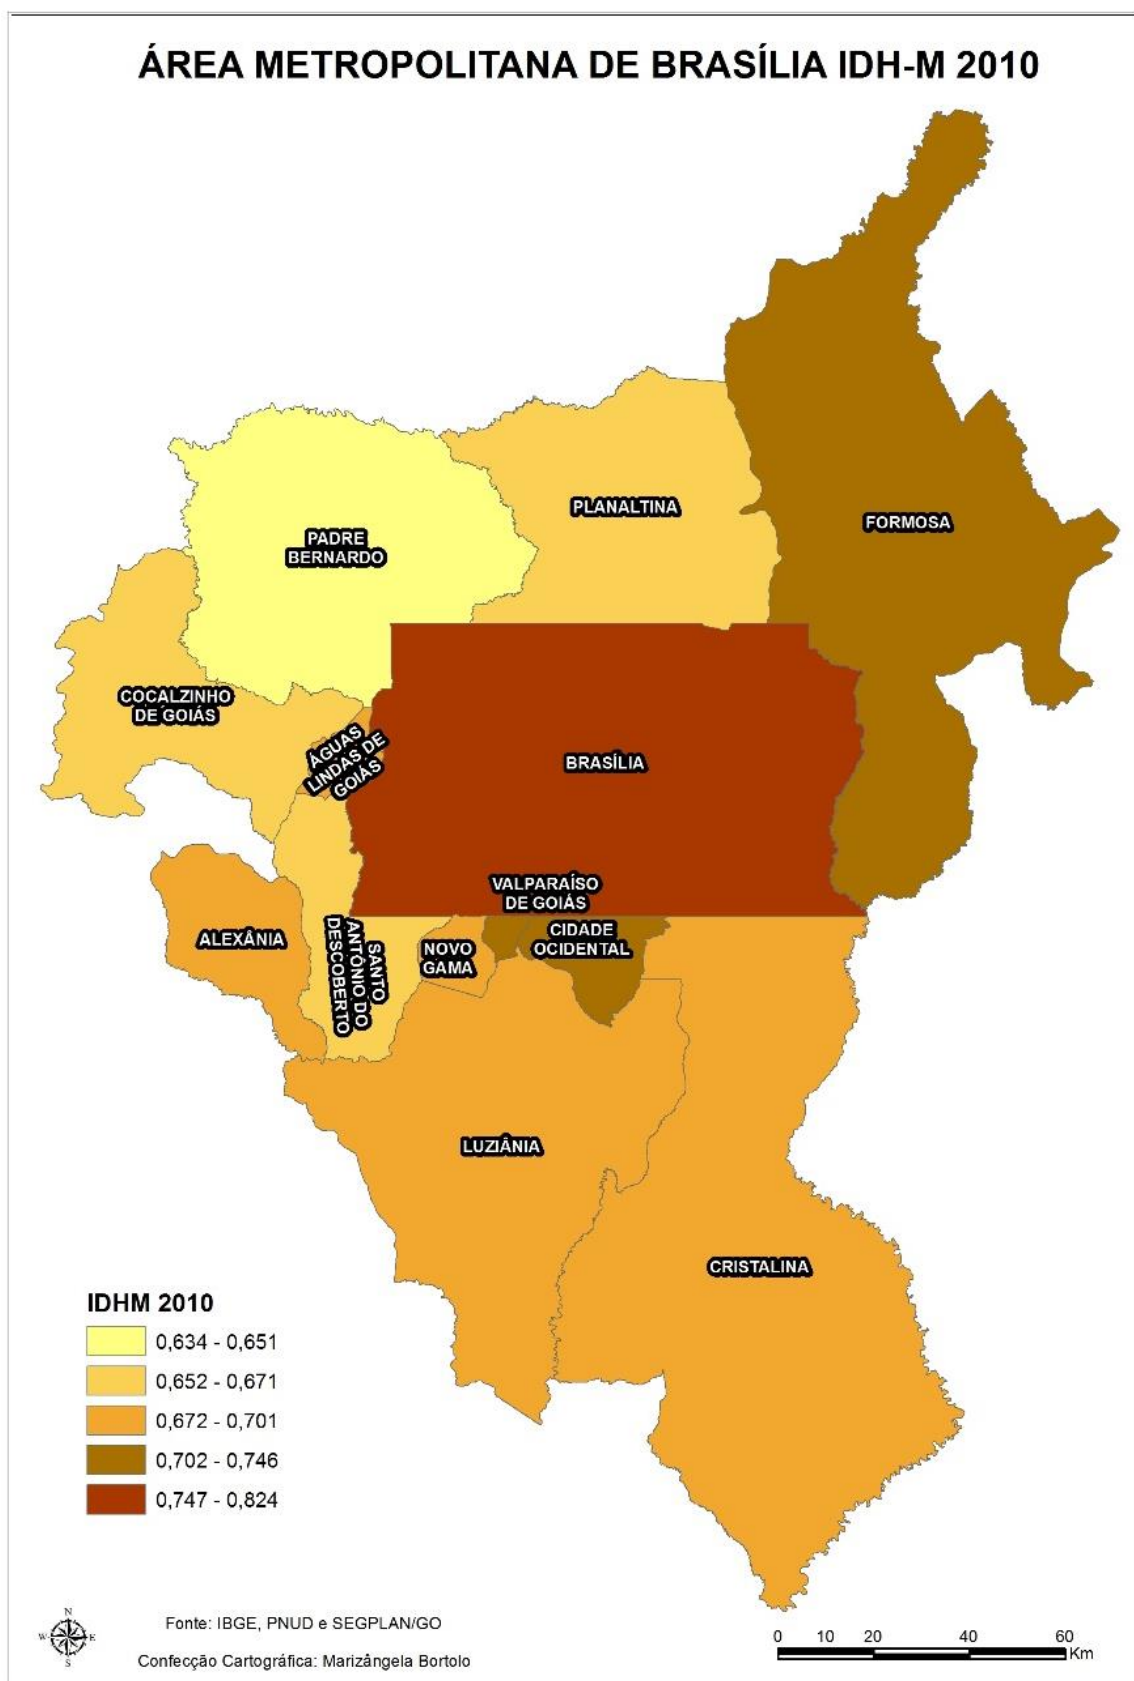 ÁREA METROPOLITANA DE BRASÍLIA IDH-M 2010
PLANALTINA
FORMOSA
PADRE
BERNARDO
COCALZINHO
DE GOIÁS
ÁGUAS
LINDAS DE
GOIÁS
BRASÍLIA
VALPARAÍSO
DE GOIÁS
CIDADE
OCIDENTAL
ALEXÂNIA
SANTO
ANTÔNIO DO
DESCOBERTO
NOVO
GAMA
LUZIÂNIA
CRISTALINA
IDHM 2010
0,634 - 0,651
0,652 - 0,671
0,672 - 0,701
0,702 - 0,746
0,747 - 0,824
N
W E
S
Fonte: IBGE, PNUD e SEGPLAN/GO
Confecção Cartográfica: Marizângela Bortolo
0 10 20 40 60
Km